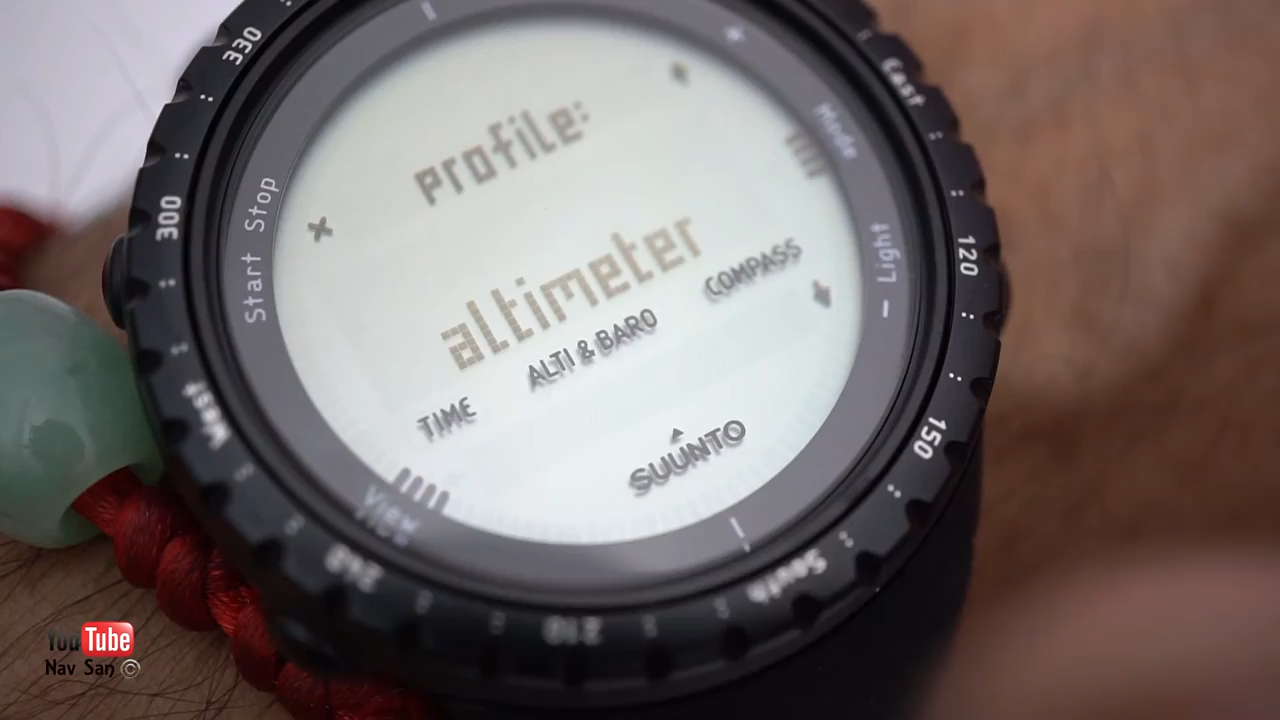 330
300
West
240
210
South
150
120
East
Start Stop
Mode
Light
View
profile:
altimeter
TIME
ALTI & BARO
COMPASS
SUUNTO
YouTube
Nav San ©